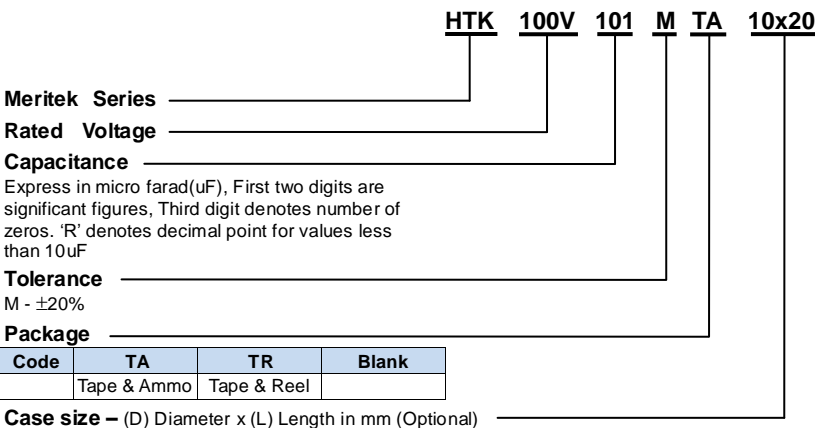 HTK 100V 101 M TA 10x20
Meritek Series
Rated Voltage
Capacitance
Express in micro farad(uF), First two digits are
significant figures, Third digit denotes number of
zeros. ‘R’ denotes decimal point for values less
than 10uF
Tolerance
M - ±20%
Package
Code TA TR Blank
Tape & Ammo Tape & Reel
Case size – (D) Diameter x (L) Length in mm (Optional)